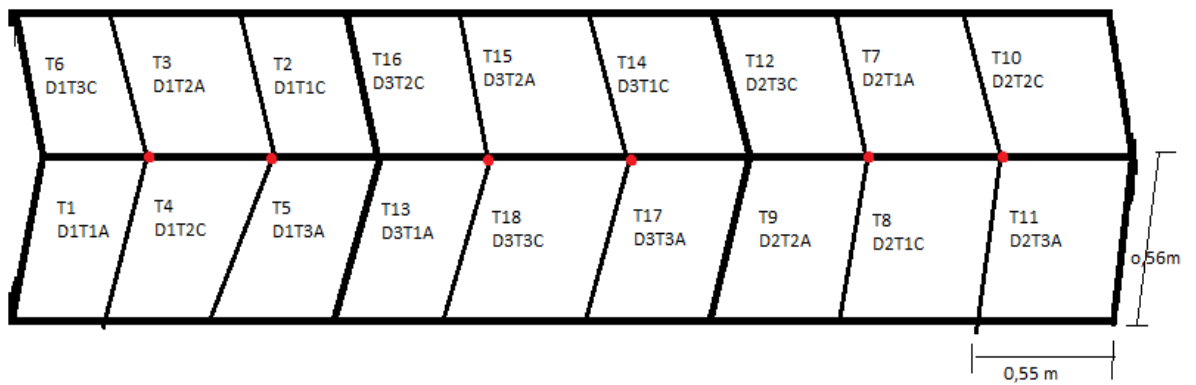 T6
D1T3C
T3
D1T2A
T2
D1T1C
T16
D3T2C
T15
D3T2A
T14
D3T1C
T12
D2T3C
T7
D2T1A
T10
D2T2C
T1
D1T1A
T4
D1T2C
T5
D1T3A
T13
D3T1A
T18
D3T3C
T17
D3T3A
T9
D2T2A
T8
D2T1C
T11
D2T3A
o,56m
0,55 m